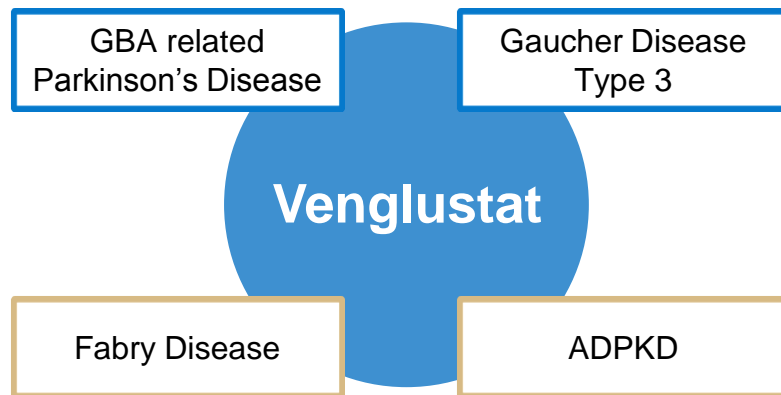 GBA related
Parkinson’s Disease
Gaucher Disease
Type 3
Venglustat
Fabry Disease
ADPKD